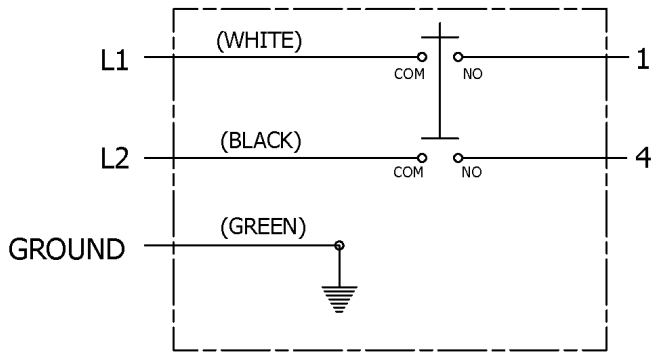 L1 (WHITE) COM NO 1
L2 (BLACK) COM NO 4
GROUND (GREEN)